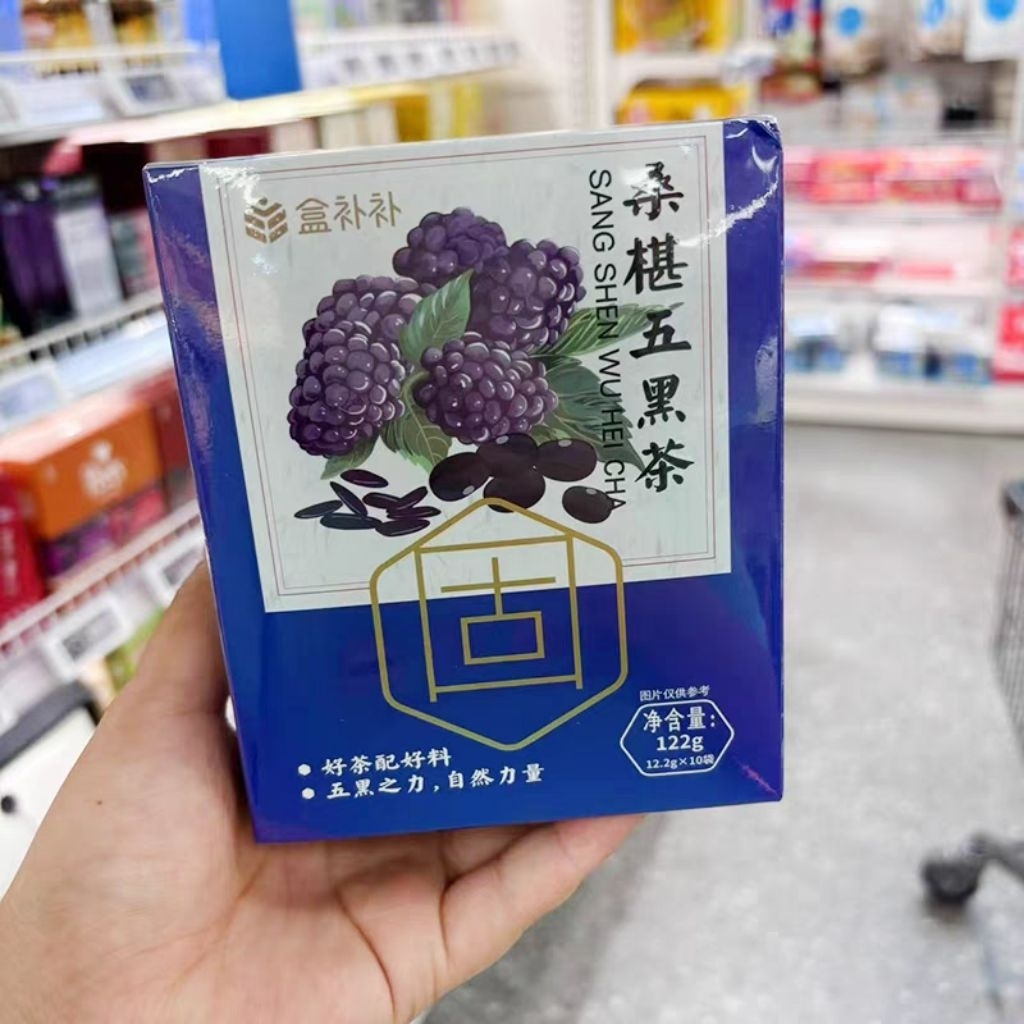 盒补补
桑椹五黑茶
SANG SHEN WU HEI CHA
固
图片仅供参考
净含量:
122g
12.2g×10袋
好茶配好料
五黑之力,自然力量